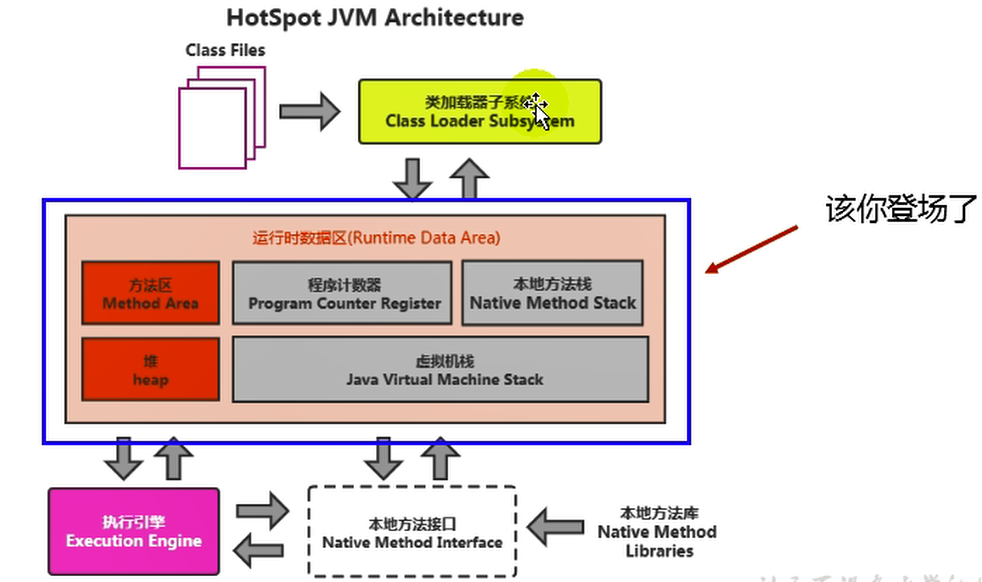 HotSpot JVM Architecture
Class Files
类加载器子系统
Class Loader Subsystem
该你登场了
运行时数据区(Runtime Data Area)
方法区
Method Area
程序计数器
Program Counter Register
本地方法栈
Native Method Stack
堆
heap
虚拟机栈
Java Virtual Machine Stack
执行引擎
Execution Engine
本地方法接口
Native Method Interface
本地方法库
Native Method
Libraries